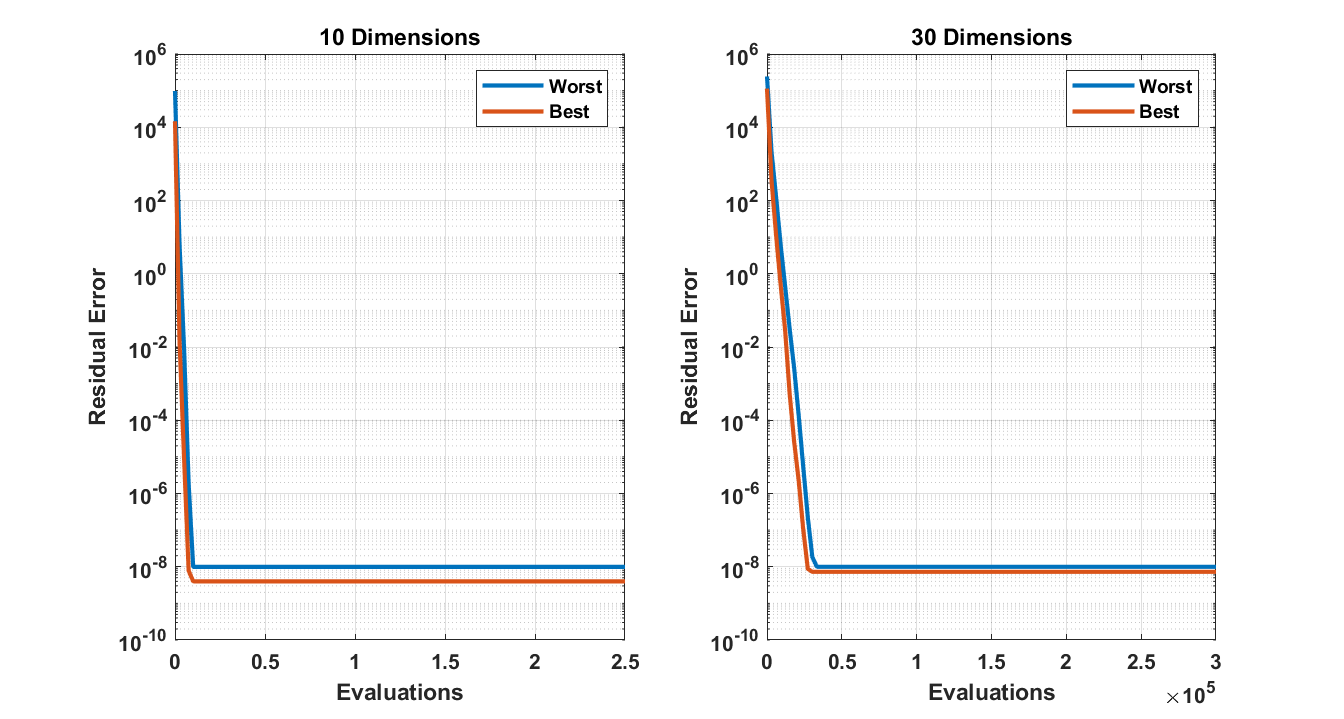 10 Dimensions
10^6
10^4
10^2
10^0
10^-2
10^-4
10^-6
10^-8
10^-10
Residual Error
Worst
Best
0 0.5 1 1.5 2 2.5
Evaluations
30 Dimensions
10^6
10^4
10^2
10^0
10^-2
10^-4
10^-6
10^-8
10^-10
Residual Error
Worst
Best
0 0.5 1 1.5 2 2.5 3
Evaluations
×10^5